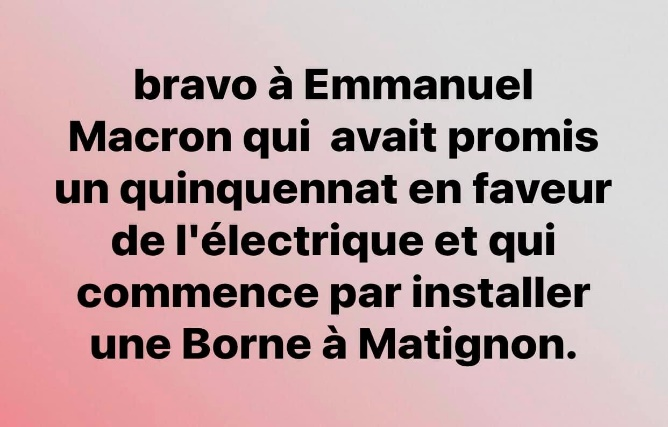 bravo à Emmanuel
Macron qui  avait promis
un quinquennat en faveur
de l'électrique et qui
commence par installer
une Borne à Matignon.